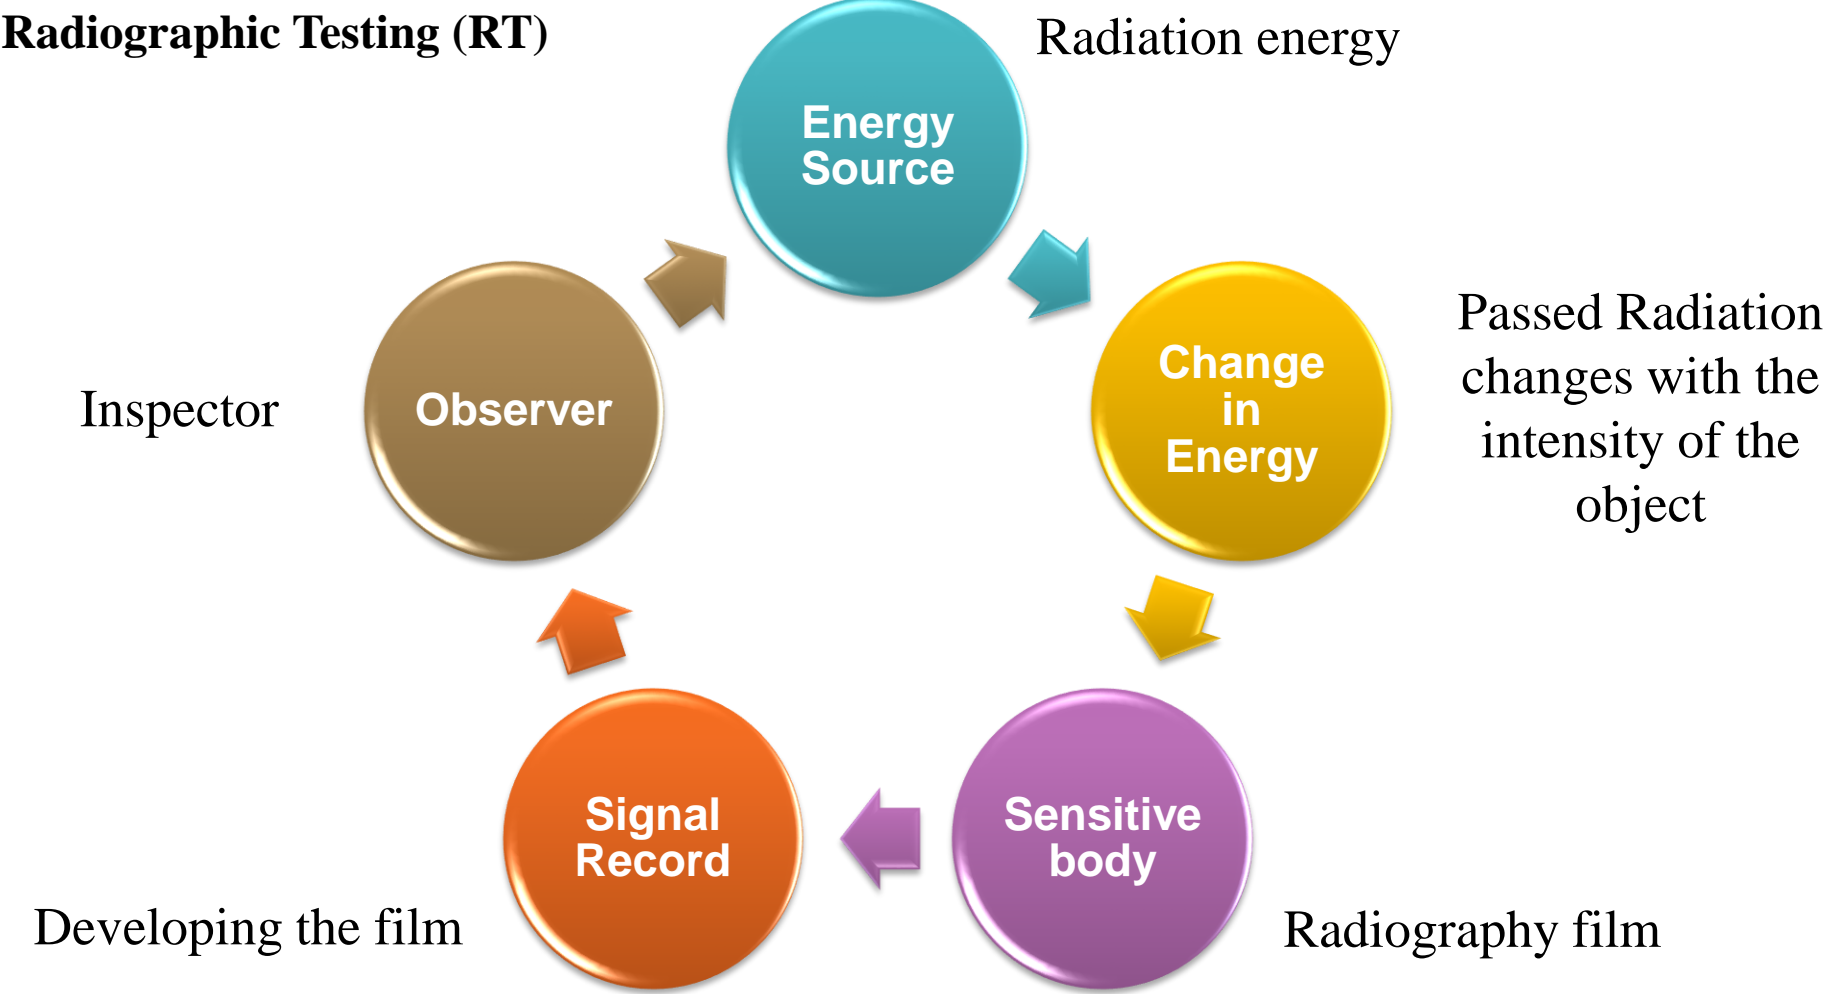 Radiographic Testing (RT)
Radiation energy
Energy
Source
Change
in
Energy
Passed Radiation
changes with the
intensity of the
object
Sensitive
body
Radiography film
Signal
Record
Developing the film
Observer
Inspector